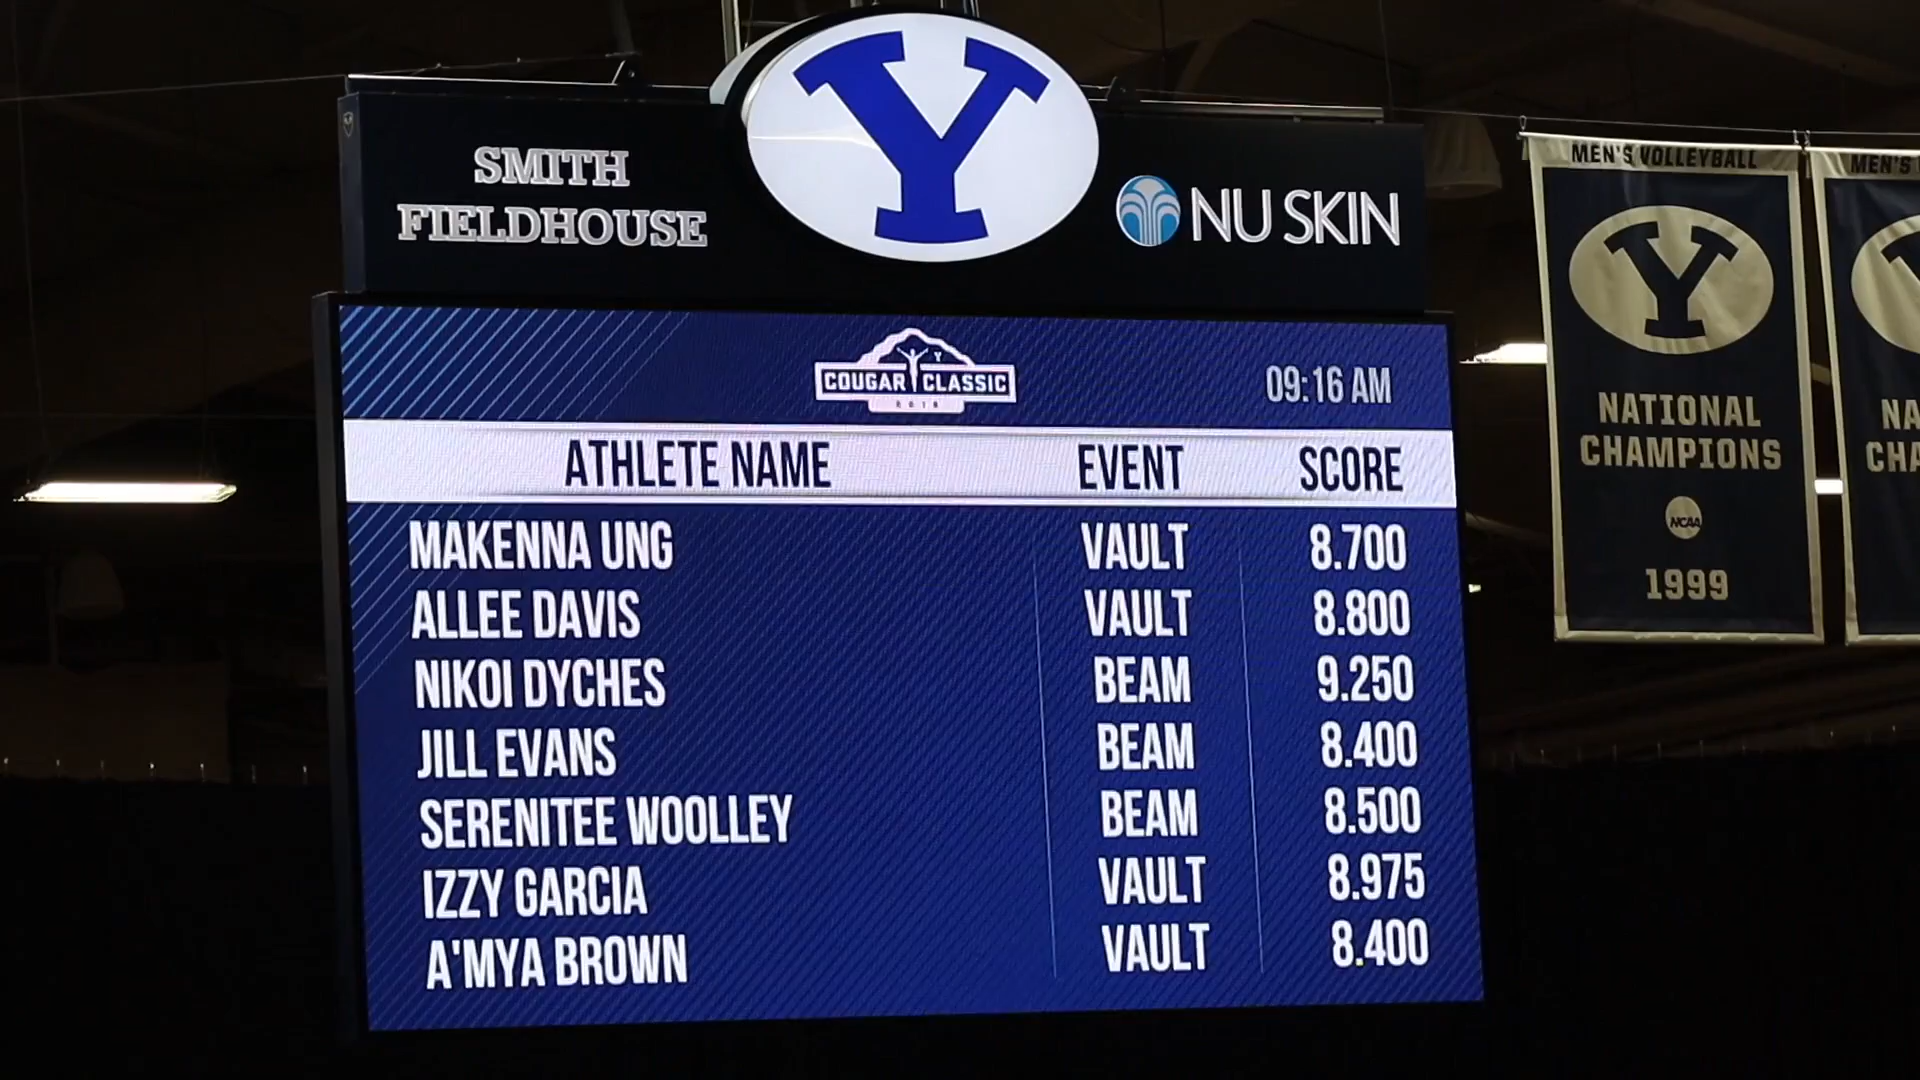 SMITH
FIELDHOUSE
Y
NU SKIN
COUGAR CLASSIC
2018
09:16 AM
ATHLETE NAME EVENT SCORE
MAKENNA UNG VAULT 8.700
ALLEE DAVIS VAULT 8.800
NIKOI DYCHES BEAM 9.250
JILL EVANS BEAM 8.400
SERENITEE WOOLLEY BEAM 8.500
IZZY GARCIA VAULT 8.975
A'MYA BROWN VAULT 8.400
MEN'S VOLLEYBALL
Y
NATIONAL
CHAMPIONS
NCAA
1999
MEN'S